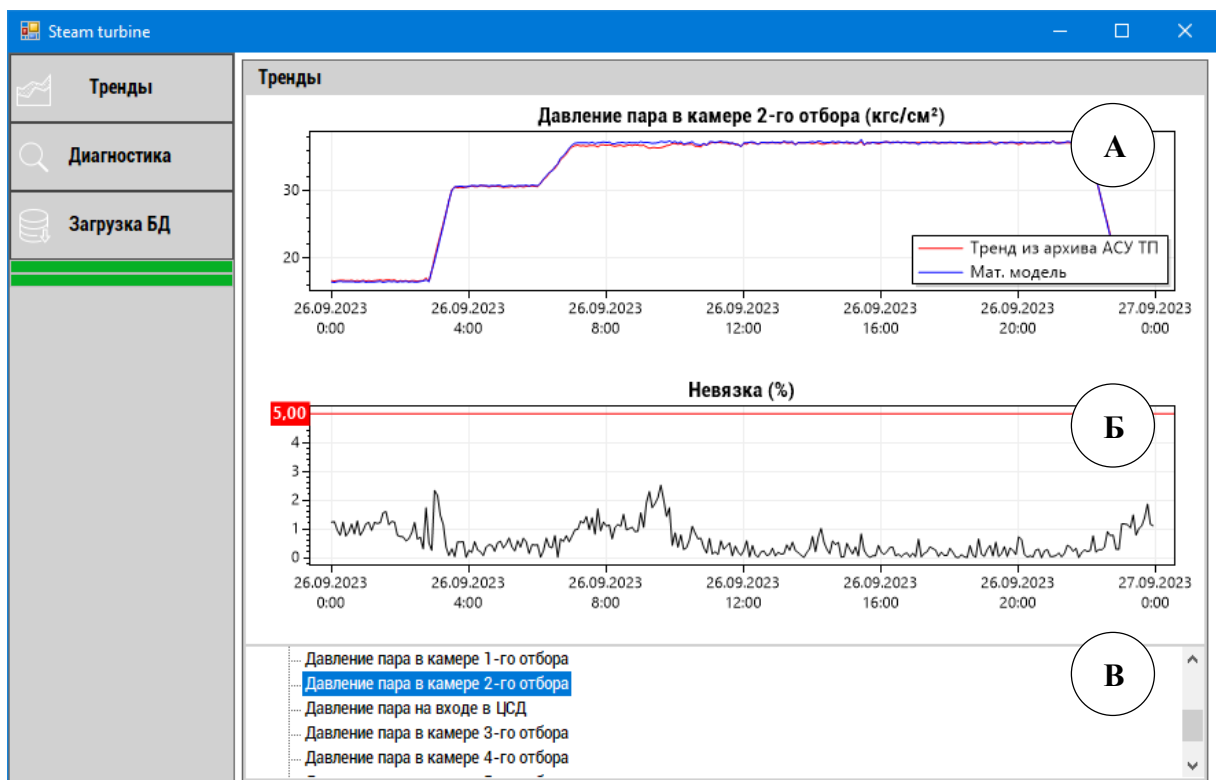 Steam turbine
Тренды
Диагностика
Загрузка БД
Тренды
Давление пара в камере 2-го отбора (кгс/см²)
А
30
20
Тренд из архива АСУ ТП
Мат. модель
26.09.2023 26.09.2023 26.09.2023 26.09.2023 26.09.2023 26.09.2023 27.09.2023
0:00 4:00 8:00 12:00 16:00 20:00 0:00
Невязка (%)
5,00
Б
4
3
2
1
0
26.09.2023 26.09.2023 26.09.2023 26.09.2023 26.09.2023 26.09.2023 27.09.2023
0:00 4:00 8:00 12:00 16:00 20:00 0:00
В
Давление пара в камере 1-го отбора
Давление пара в камере 2-го отбора
Давление пара на входе в ЦСД
Давление пара в камере 3-го отбора
Давление пара в камере 4-го отбора